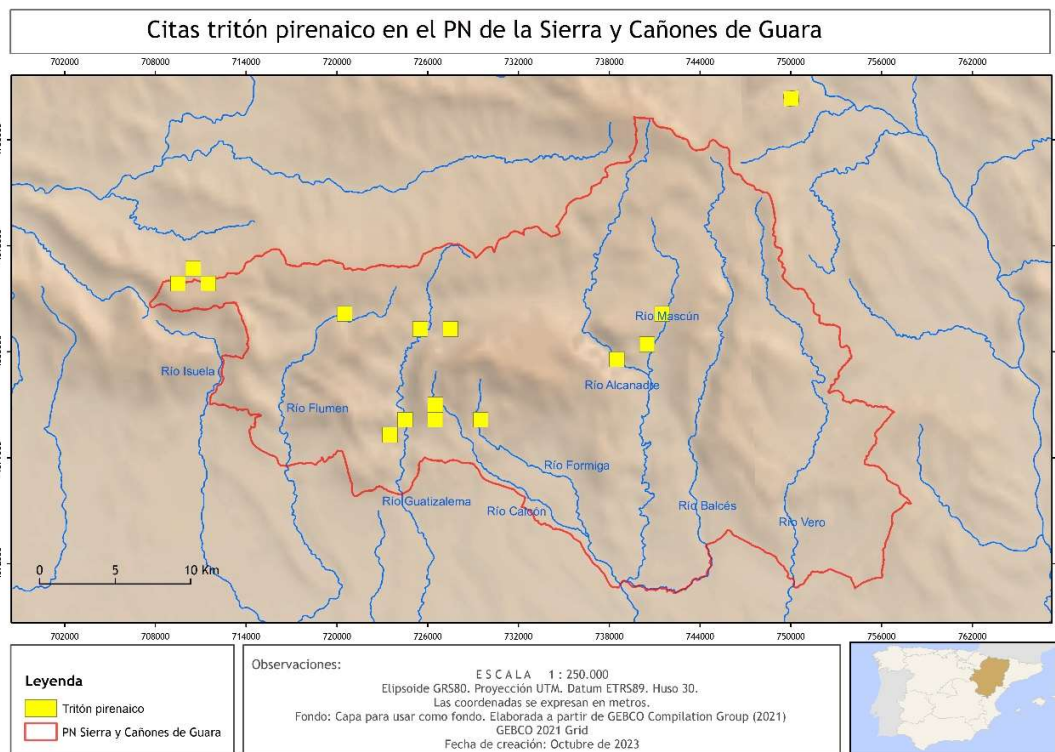 Citas tritón pirenaico en el PN de la Sierra y Cañones de Guara
702000 708000 714000 720000 726000 732000 738000 744000 750000 756000 762000
Río Mascún
Río Isuela
Río Alcanadre
Río Flumen
Río Formiga
Río Guatizalema
Río Calcón
Río Balcés
Río Vero
0 5 10 Km
702000 708000 714000 720000 726000 732000 738000 744000 750000 756000 762000
Leyenda
Tritón pirenaico
PN Sierra y Cañones de Guara
Observaciones:
ESCALA 1 : 250.000
Elipsoide GRS80. Proyección UTM. Datum ETRS89. Huso 30.
Las coordenadas se expresan en metros.
Fondo: Capa para usar como fondo. Elaborada a partir de GEBCO Compilation Group (2021)
GEBCO 2021 Grid
Fecha de creación: Octubre de 2023